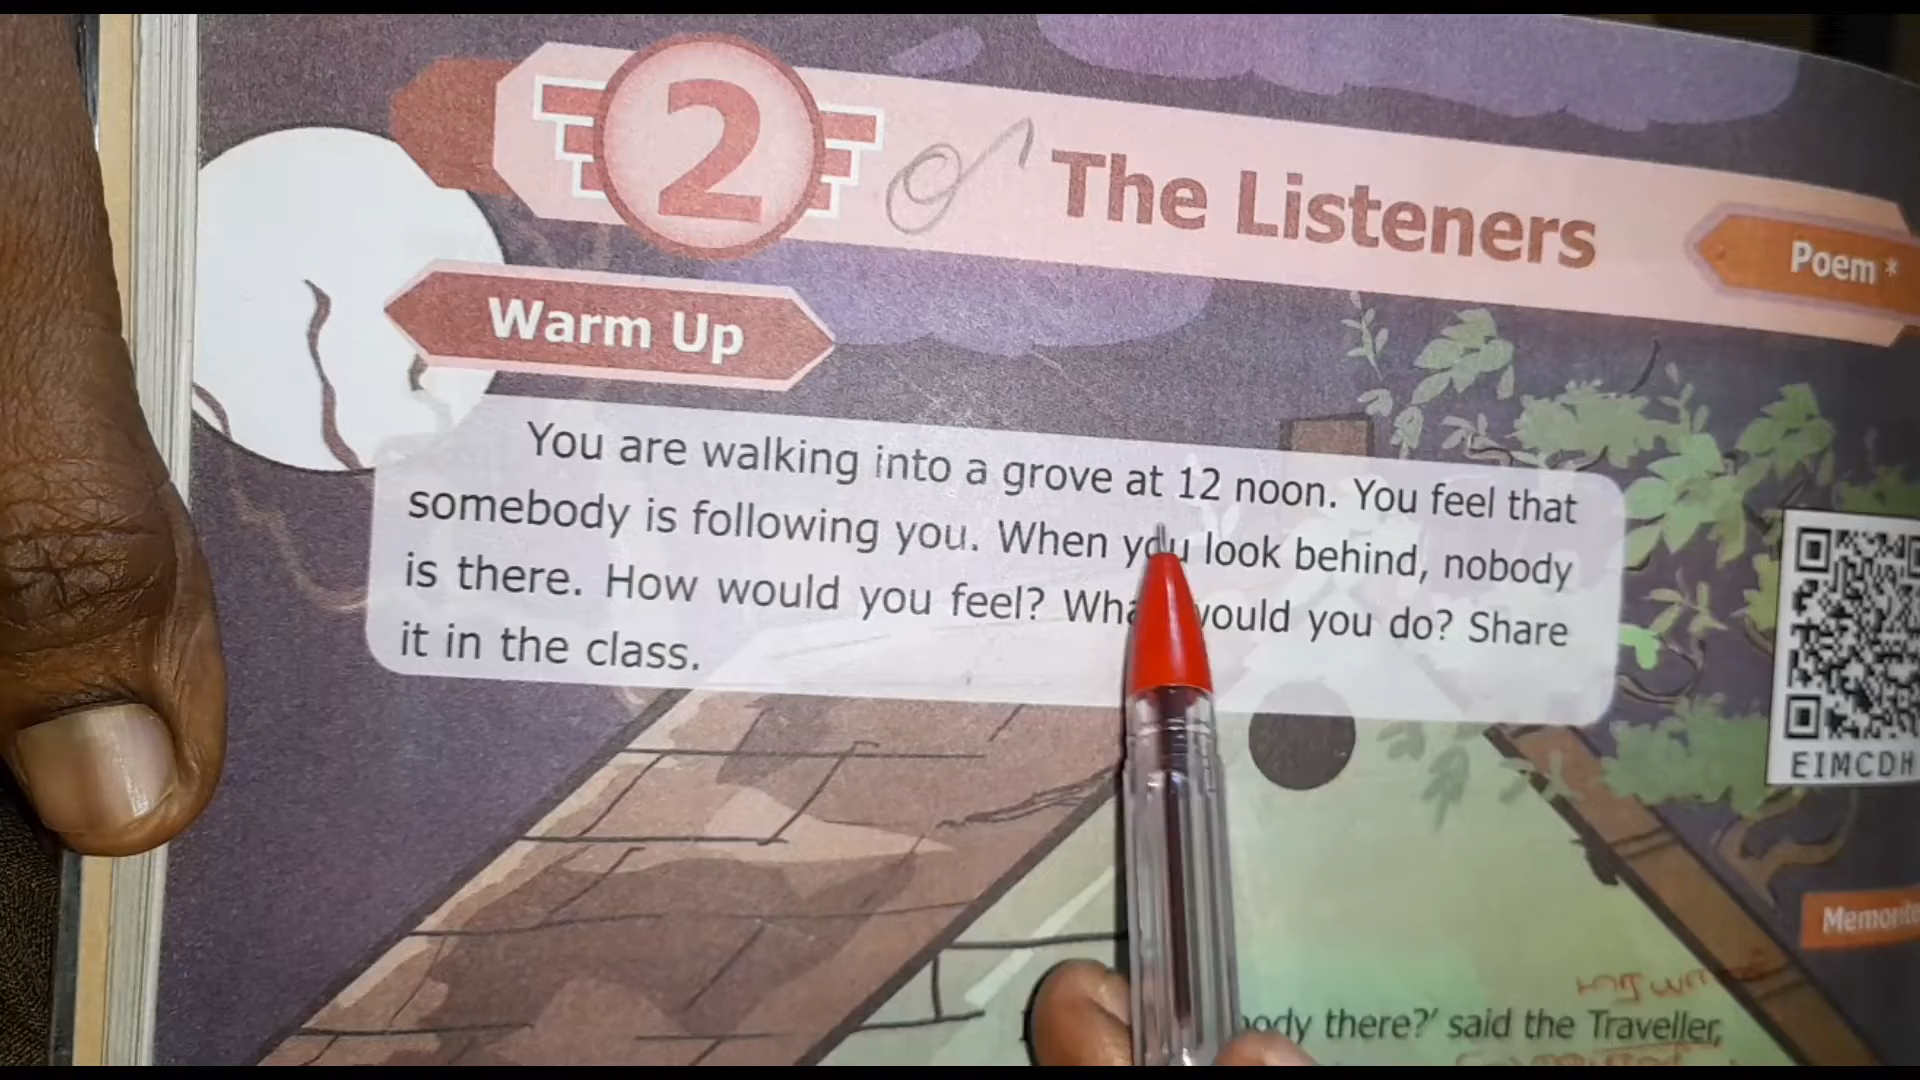 2 The Listeners
Poem *
Warm Up
You are walking into a grove at 12 noon. You feel that
somebody is following you. When you look behind, nobody
is there. How would you feel? What would you do? Share
it in the class.
EIMCDH
there?’ said the Traveller,